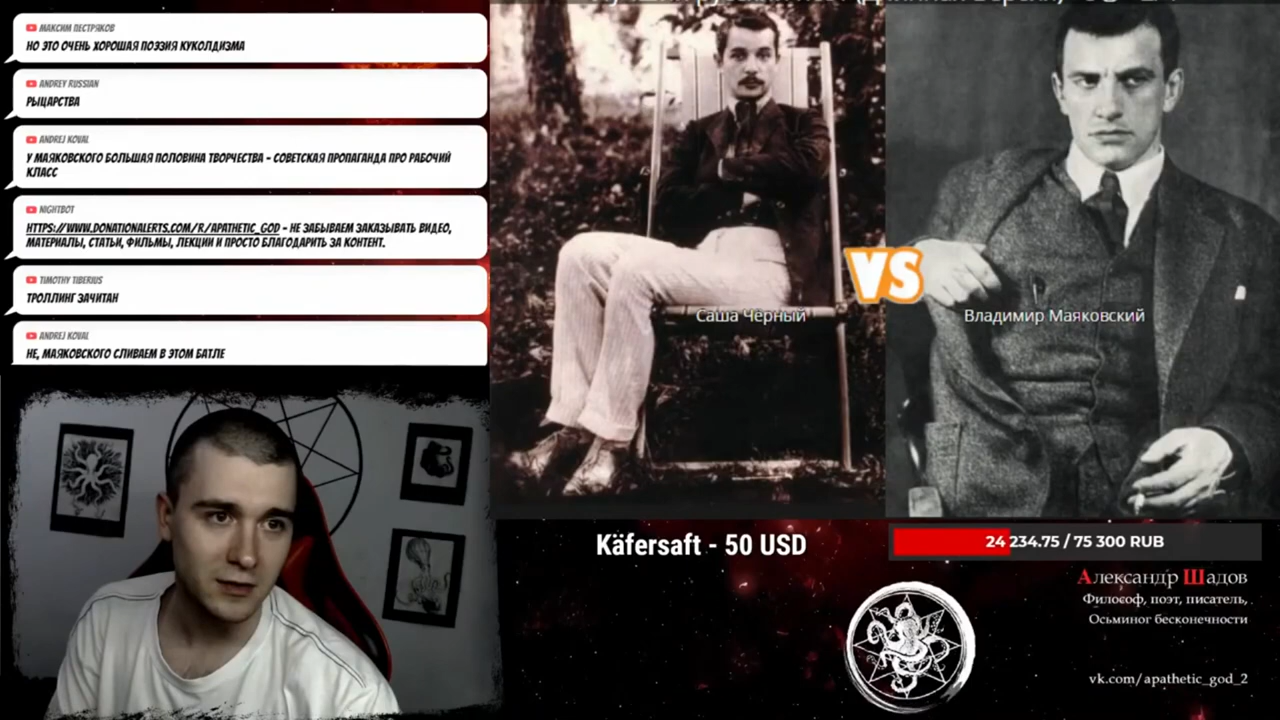 МАКСИМ ПЕСТРЯКОВ
НО ЭТО ОЧЕНЬ ХОРОШАЯ ПОЭЗИЯ КУКОЛДИЗМА
ANDREY RUSSIAN
РЫЦАРСТВА
ANDREJ KOVAL
У МАЯКОВСКОГО БОЛЬШАЯ ПОЛОВИНА ТВОРЧЕСТВА - СОВЕТСКАЯ ПРОПАГАНДА ПРО РАБОЧИЙ
КЛАСС
NIGHTBOT
HTTPS://WWW.DONATIONALERTS.COM/R/APATHETIC_GOD - НЕ ЗАБЫВАЕМ ЗАКАЗЫВАТЬ ВИДЕО,
МАТЕРИАЛЫ, СТАТЬИ, ФИЛЬМЫ, ЛЕКЦИИ И ПРОСТО БЛАГОДАРИТЬ ЗА КОНТЕНТ.
TIMOTHY TIBERIUS
ТРОЛЛИНГ ЗАЧИТАН
ANDREJ KOVAL
НЕ, МАЯКОВСКОГО СЛИВАЕМ В ЭТОМ БАТЛЕ
VS
Саша Чёрный
Владимир Маяковский
Käfersaft - 50 USD
24 234.75 / 75 300 RUB
Александр Шадов
Философ, поэт, писатель,
Осьминог бесконечности
vk.com/apathetic_god_2